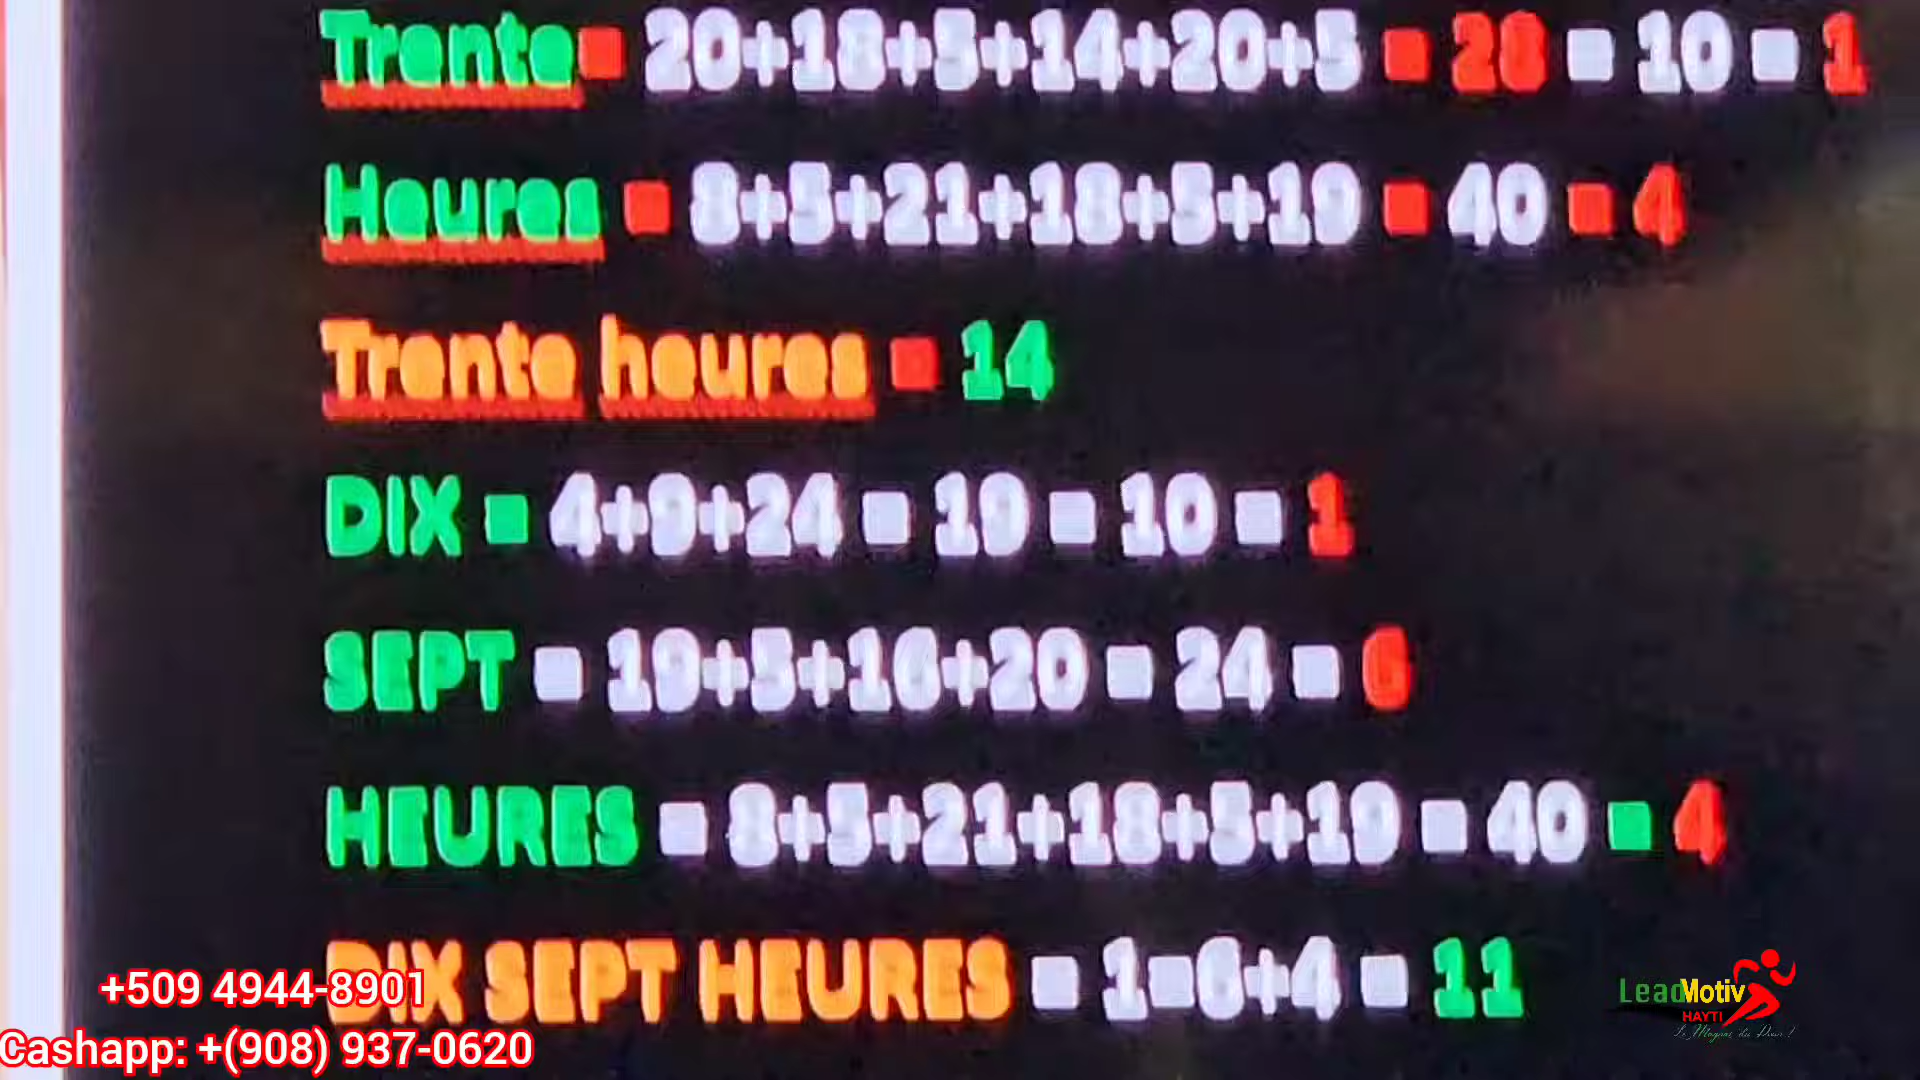 Trente= 20+18+5+14+20+5 = 28 = 10 = 1
Heures = 8+5+21+18+5+19 = 40 = 4
Trente heures = 14
DIX = 4+9+24 = 19 = 10 = 1
SEPT = 19+5+16+20 = 24 = 6
HEURES = 8+5+21+18+5+19 = 40 = 4
DIX SEPT HEURES = 1=6+4 = 11
+509 4944-8901
Cashapp: +(908) 937-0620
LeadMotiv
HAYTI